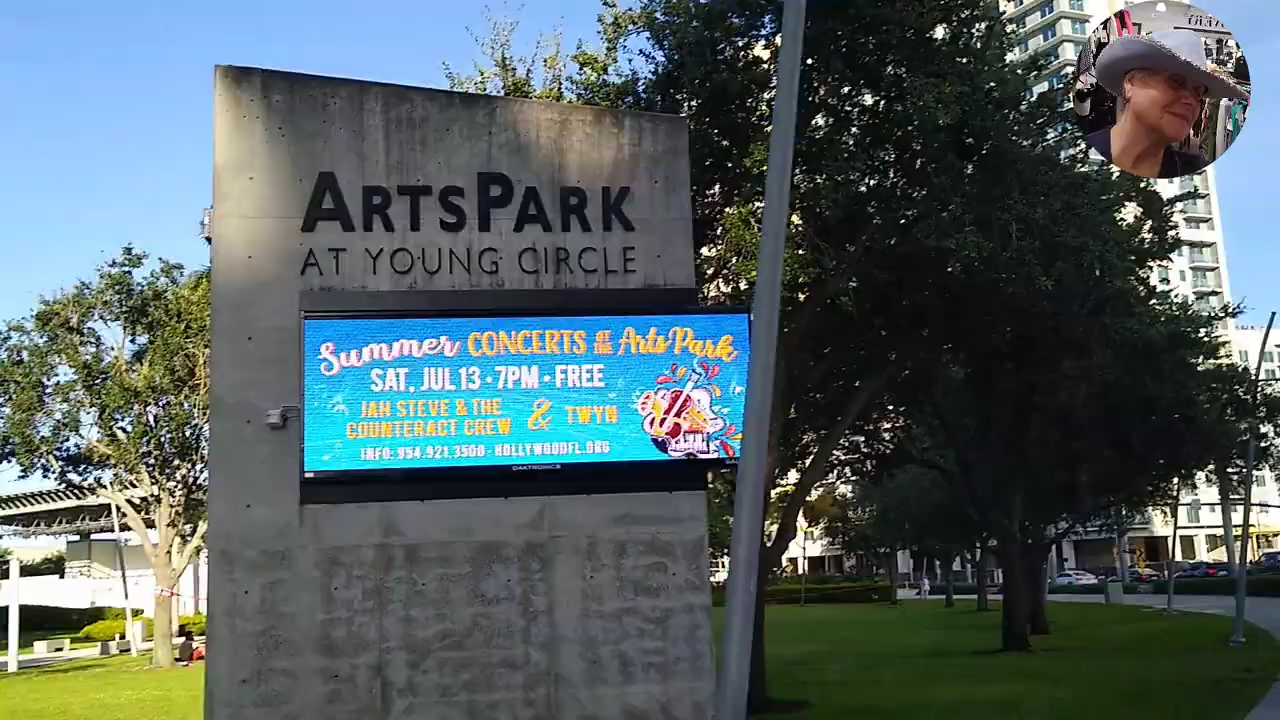 ARTSPARK
AT YOUNG CIRCLE
Summer CONCERTS AT THE ArtsPark
SAT, JUL 13 • 7PM • FREE
JAH STEVE & THE
COUNTERACT CREW & TWYN
INFO: 954.921.3500 • HOLLYWOODFL.ORG
DAKTRONICS